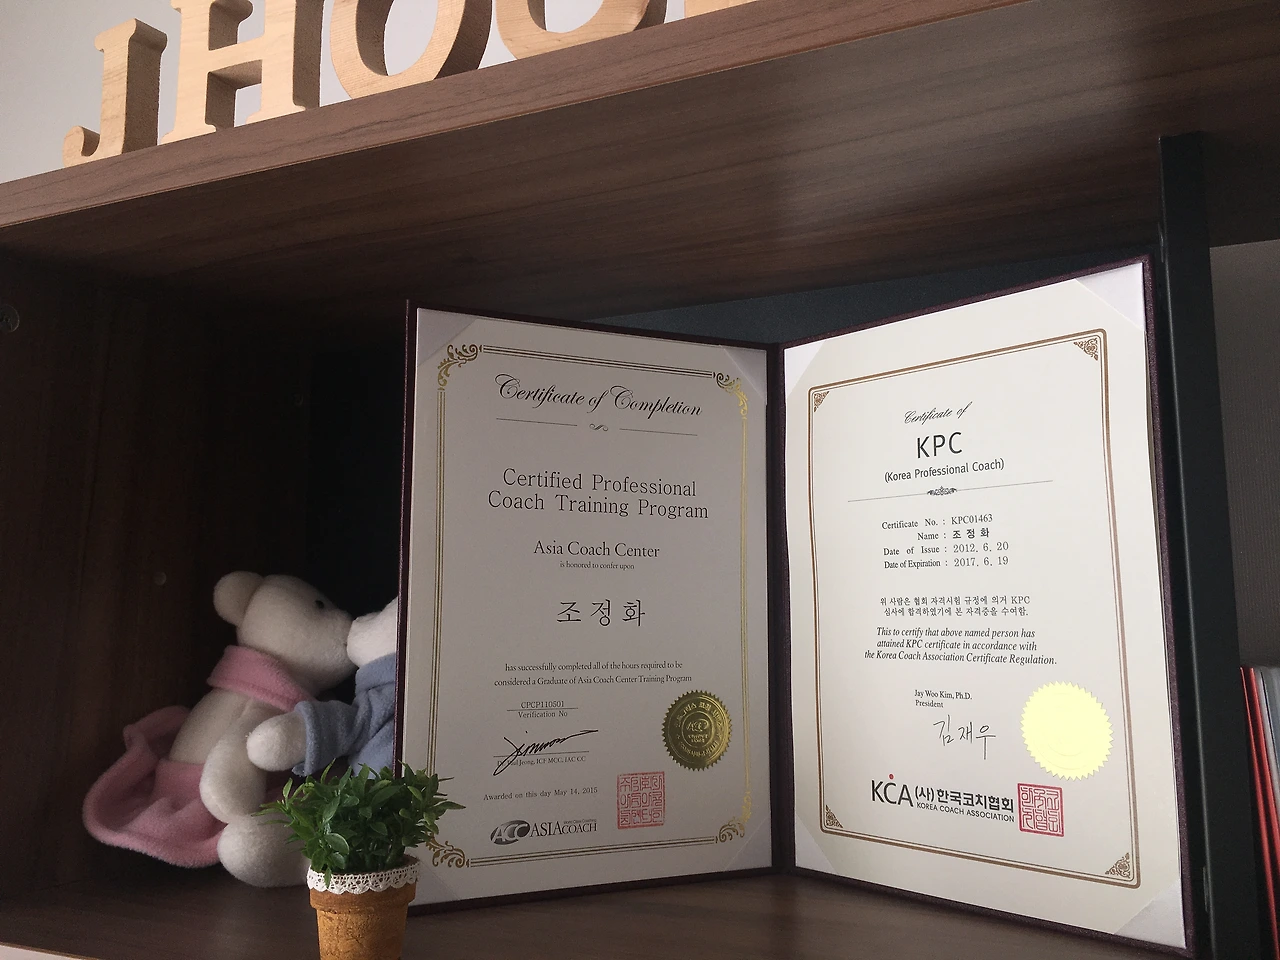 JHOU
Certificate of Completion
Certified Professional
Coach Training Program
Asia Coach Center
is honored to confer upon
조정화
has successfully completed all of the hours required to be
considered a Graduate of Asia Coach Center Training Program
CPCP110501
Verification No
ICF MCC, IAC CC
Awarded on this day May 14, 2015
ACC ASIACOACH
Certificate of
KPC
(Korea Professional Coach)
Certificate No. : KPC01463
Name : 조 정 화
Date of Issue : 2012. 6. 20
Date of Expiration : 2017. 6. 19
위 사람은 협회 자격시험 규정에 의거 KPC
심사에 합격하였기에 본 자격증을 수여함.
This to certify that above named person has
attained KPC certificate in accordance with
the Korea Coach Association Certificate Regulation.
Jay Woo Kim, Ph.D.
President
김재우
KCA (사)한국코치협회
KOREA COACH ASSOCIATION